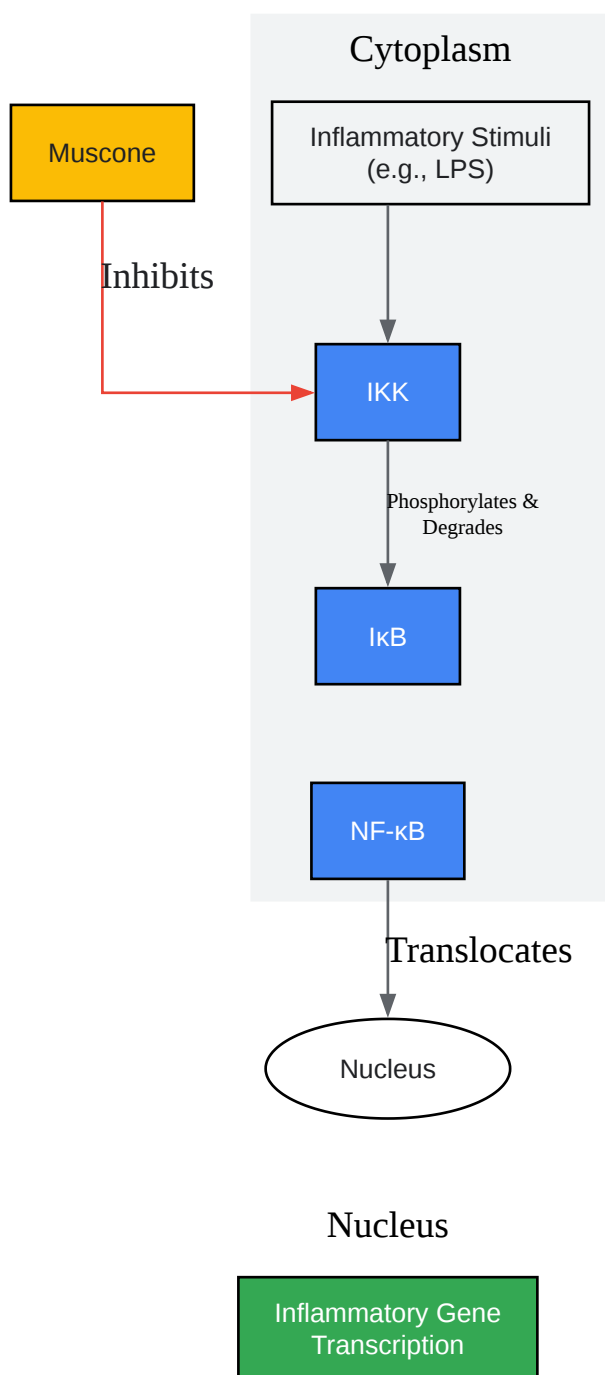 Cytoplasm
Muscone
Inflammatory Stimuli
(e.g., LPS)
Inhibits
IKK
Phosphorylates &
Degrades
IκB
NF-κB
Translocates
Nucleus
Nucleus
Inflammatory Gene
Transcription